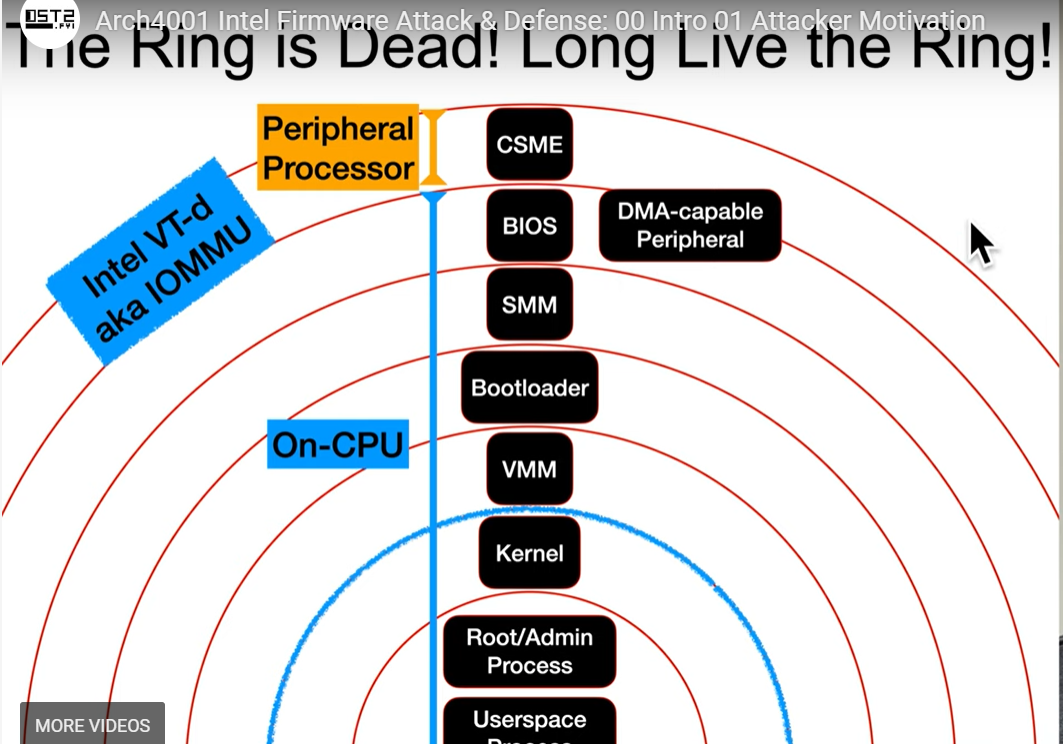 OST2
.FYI
Arch4001 Intel Firmware Attack & Defense: 00 Intro 01 Attacker Motivation
The Ring is Dead! Long Live the Ring!
Peripheral
Processor
CSME
Intel VT-d
aka IOMMU
BIOS
DMA-capable
Peripheral
SMM
Bootloader
On-CPU
VMM
Kernel
Root/Admin
Process
Userspace
Process
MORE VIDEOS